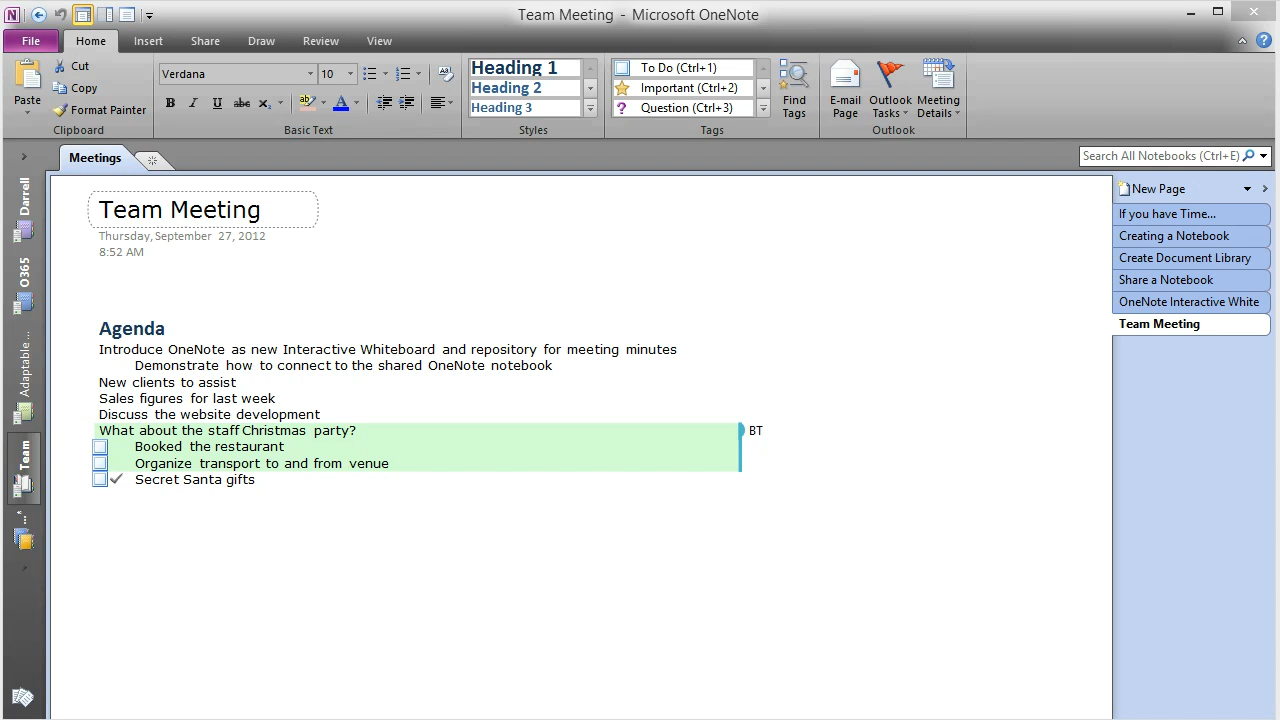 Team Meeting - Microsoft OneNote
File Home Insert Share Draw Review View
Paste
Cut
Copy
Format Painter
Clipboard
Verdana 10
B I U abc X₂ ab A
Basic Text
Heading 1
Heading 2
Heading 3
Styles
To Do (Ctrl+1)
Important (Ctrl+2)
Question (Ctrl+3)
Tags
Find Tags
E-mail Page
Outlook Tasks
Meeting Details
Outlook
Meetings
Search All Notebooks (Ctrl+E)
Darrell
O365
Adaptable...
Team
Team Meeting
Thursday, September 27, 2012
8:52 AM
Agenda
Introduce OneNote as new Interactive Whiteboard and repository for meeting minutes
Demonstrate how to connect to the shared OneNote notebook
New clients to assist
Sales figures for last week
Discuss the website development
What about the staff Christmas party? BT
Booked the restaurant
Organize transport to and from venue
Secret Santa gifts
New Page
If you have Time...
Creating a Notebook
Create Document Library
Share a Notebook
OneNote Interactive White
Team Meeting